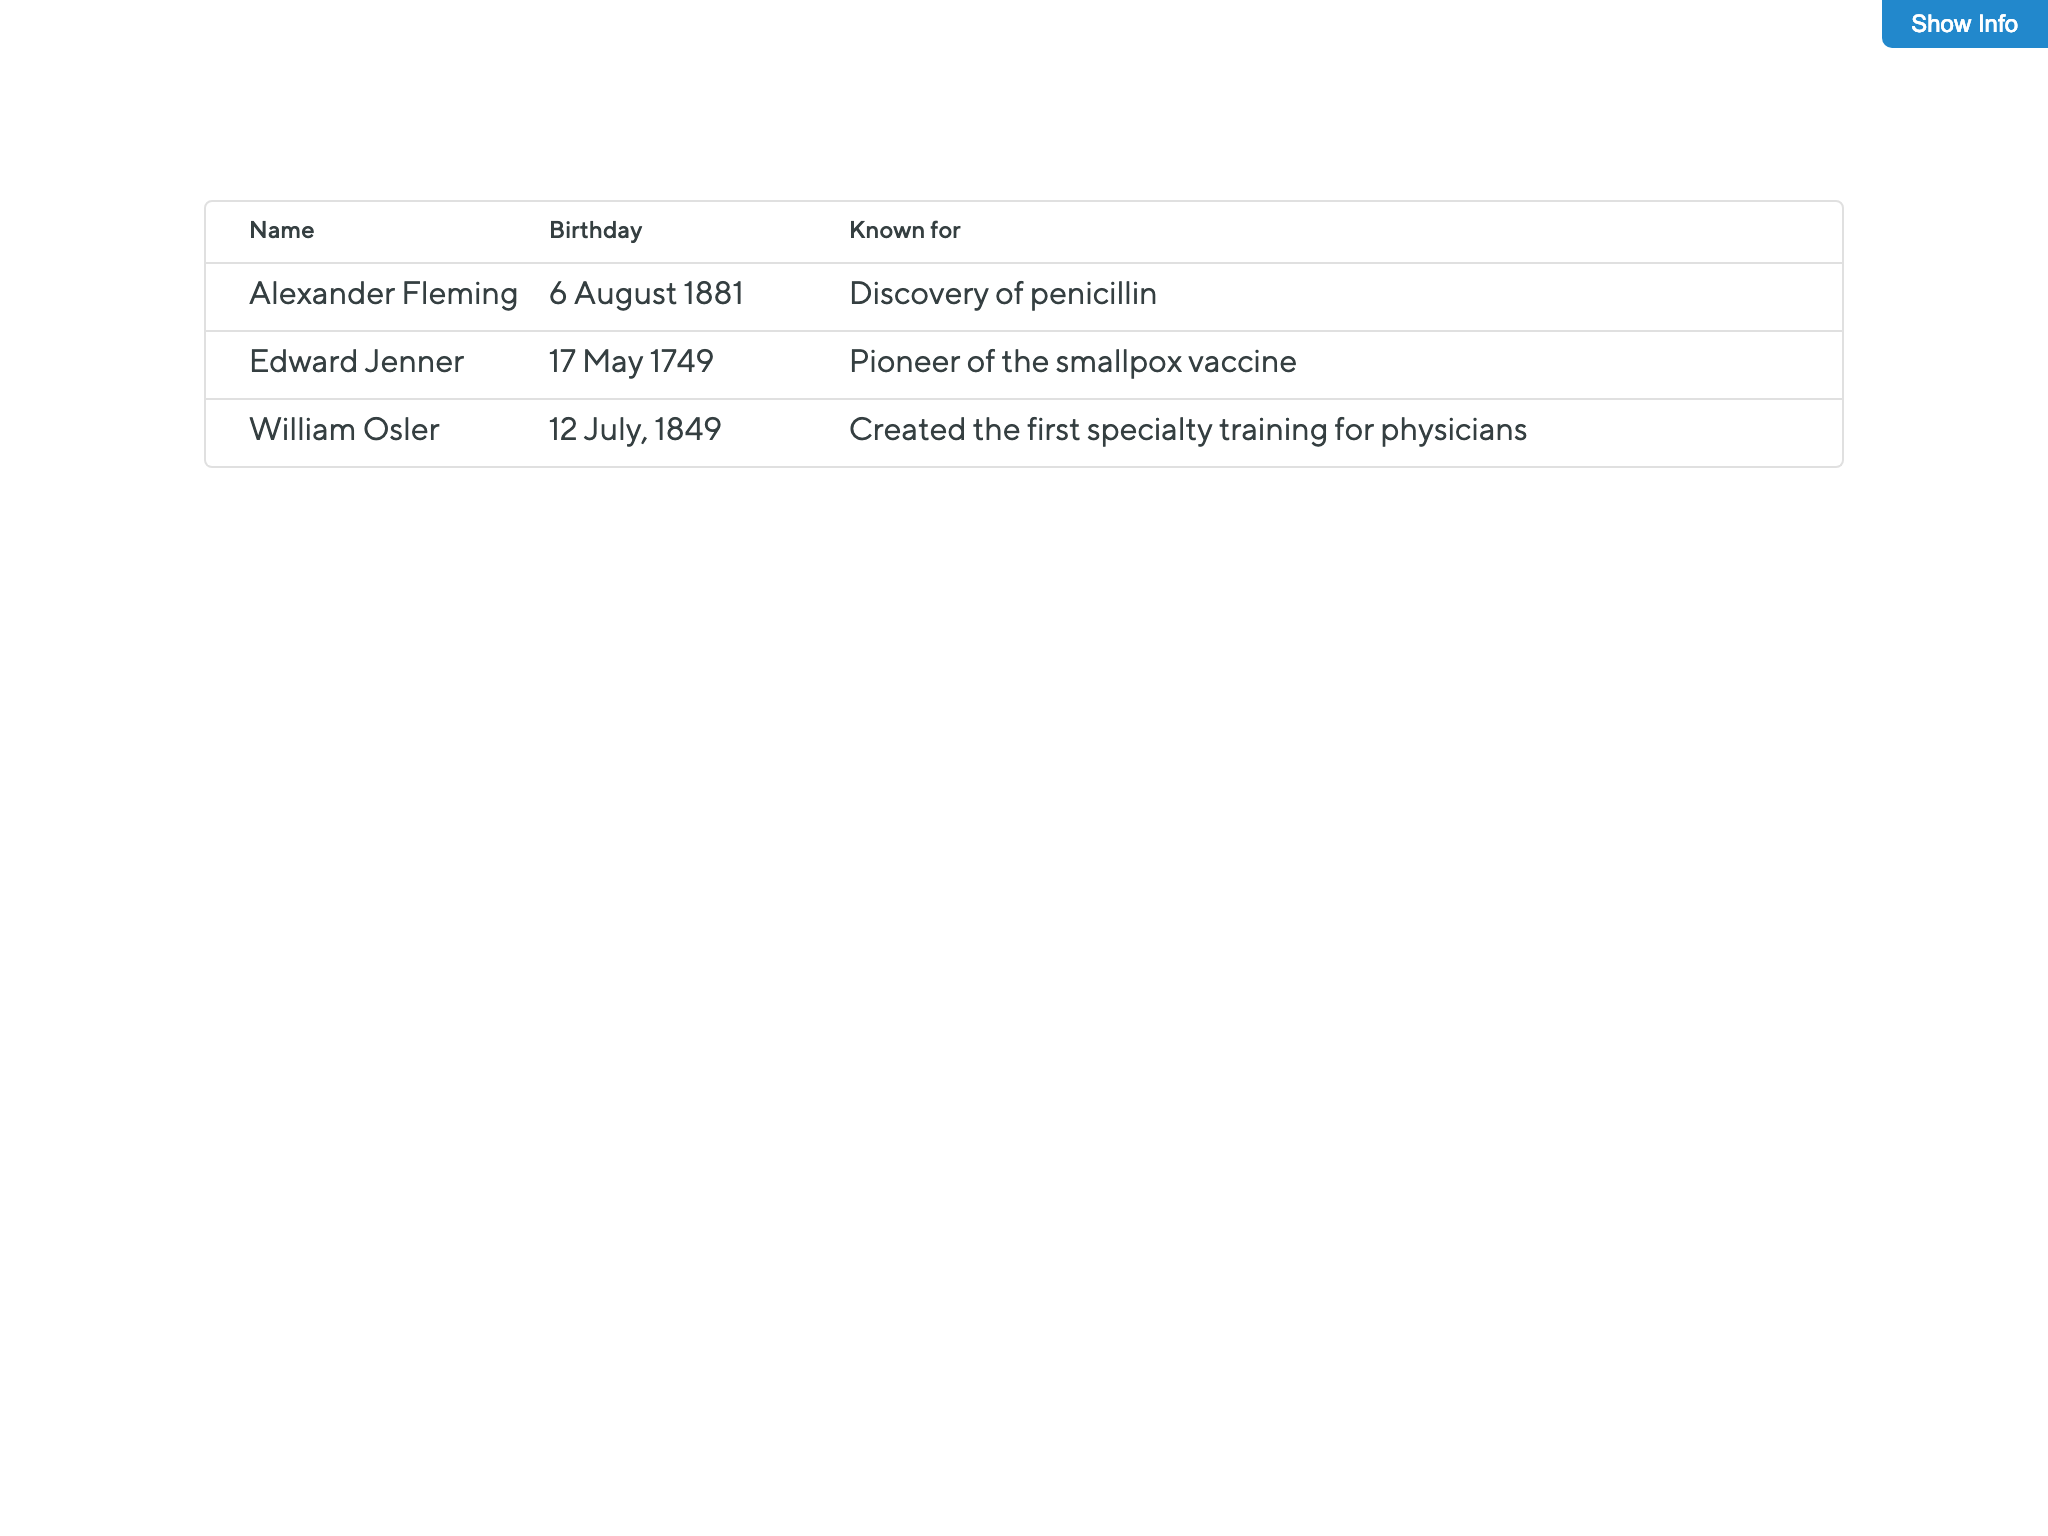 Show Info
Name Birthday Known for
Alexander Fleming 6 August 1881 Discovery of penicillin
Edward Jenner 17 May 1749 Pioneer of the smallpox vaccine
William Osler 12 July, 1849 Created the first specialty training for physicians